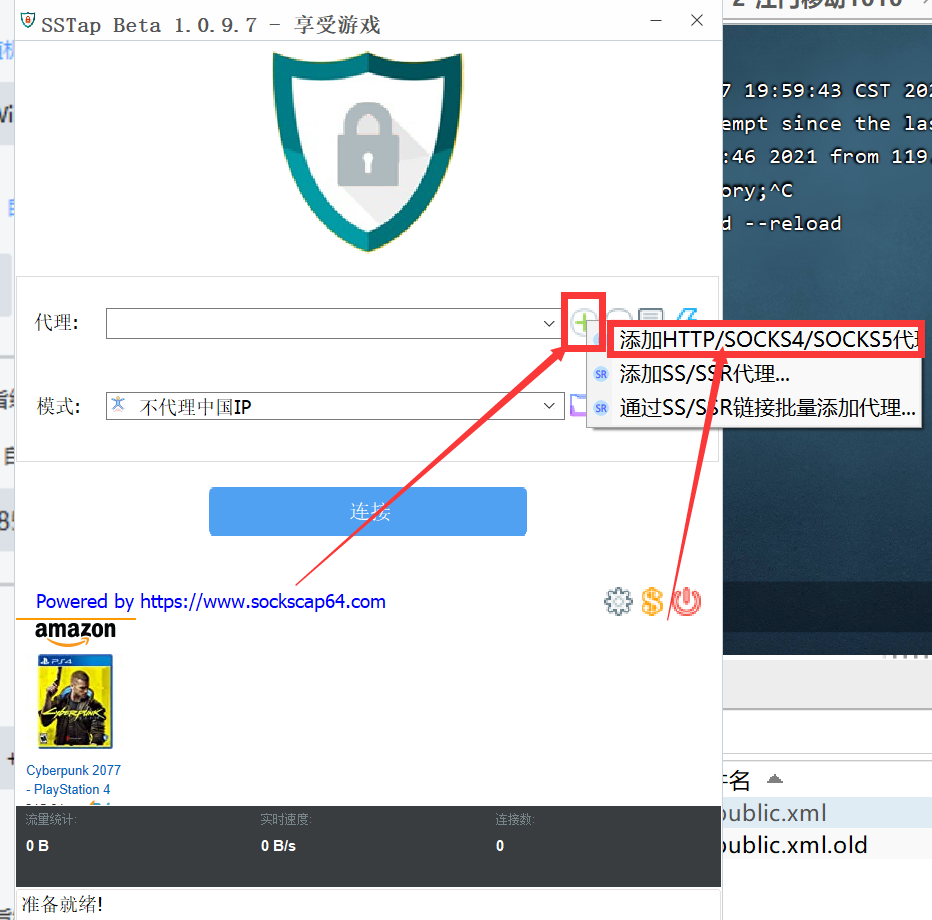 SSTap Beta 1.0.9.7 - 享受游戏
19:59:43 CST
since the
:46 2021 from 119.
^C
--reload
代理:
添加HTTP/SOCKS4/SOCKS5代理
添加SS/SSR代理...
通过SS/SSR链接批量添加代理...
模式:
不代理中国IP
连接
Powered by https://www.sockscap64.com
amazon
PS4
Cyberpunk
Cyberpunk 2077
- PlayStation 4
流量统计:
实时速度:
连接数:
0 B
0 B/s
0
准备就绪!
名
public.xml
public.xml.old